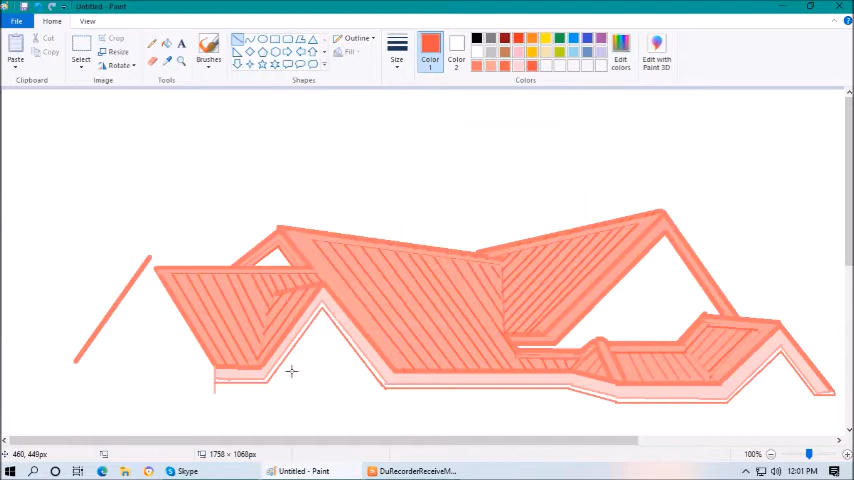 Untitled - Paint
File Home View
Paste
Cut
Copy
Clipboard
Select
Crop
Resize
Rotate
Image
A
Tools
Brushes
Outline
Fill
Shapes
Size
Color 1
Color 2
Edit colors
Colors
Edit with Paint 3D
460, 449px
1758 × 1068px
100%
Skype
Untitled - Paint
DuRecorderReceiveM...
12:01 PM